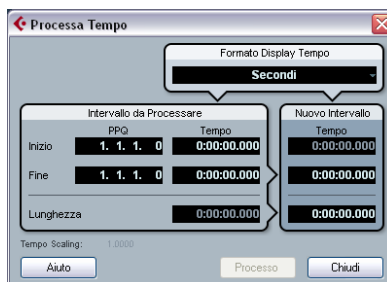 Processa Tempo
Formato Display Tempo
Secondi
Intervallo da Processare
Nuovo Intervallo
PPQ Tempo Tempo
Inizio 1. 1. 1. 0 0:00:00.000 0:00:00.000
Fine 1. 1. 1. 0 0:00:00.000 0:00:00.000
Lunghezza 0:00:00.000 0:00:00.000
Tempo Scaling: 1.0000
Aiuto Processo Chiudi